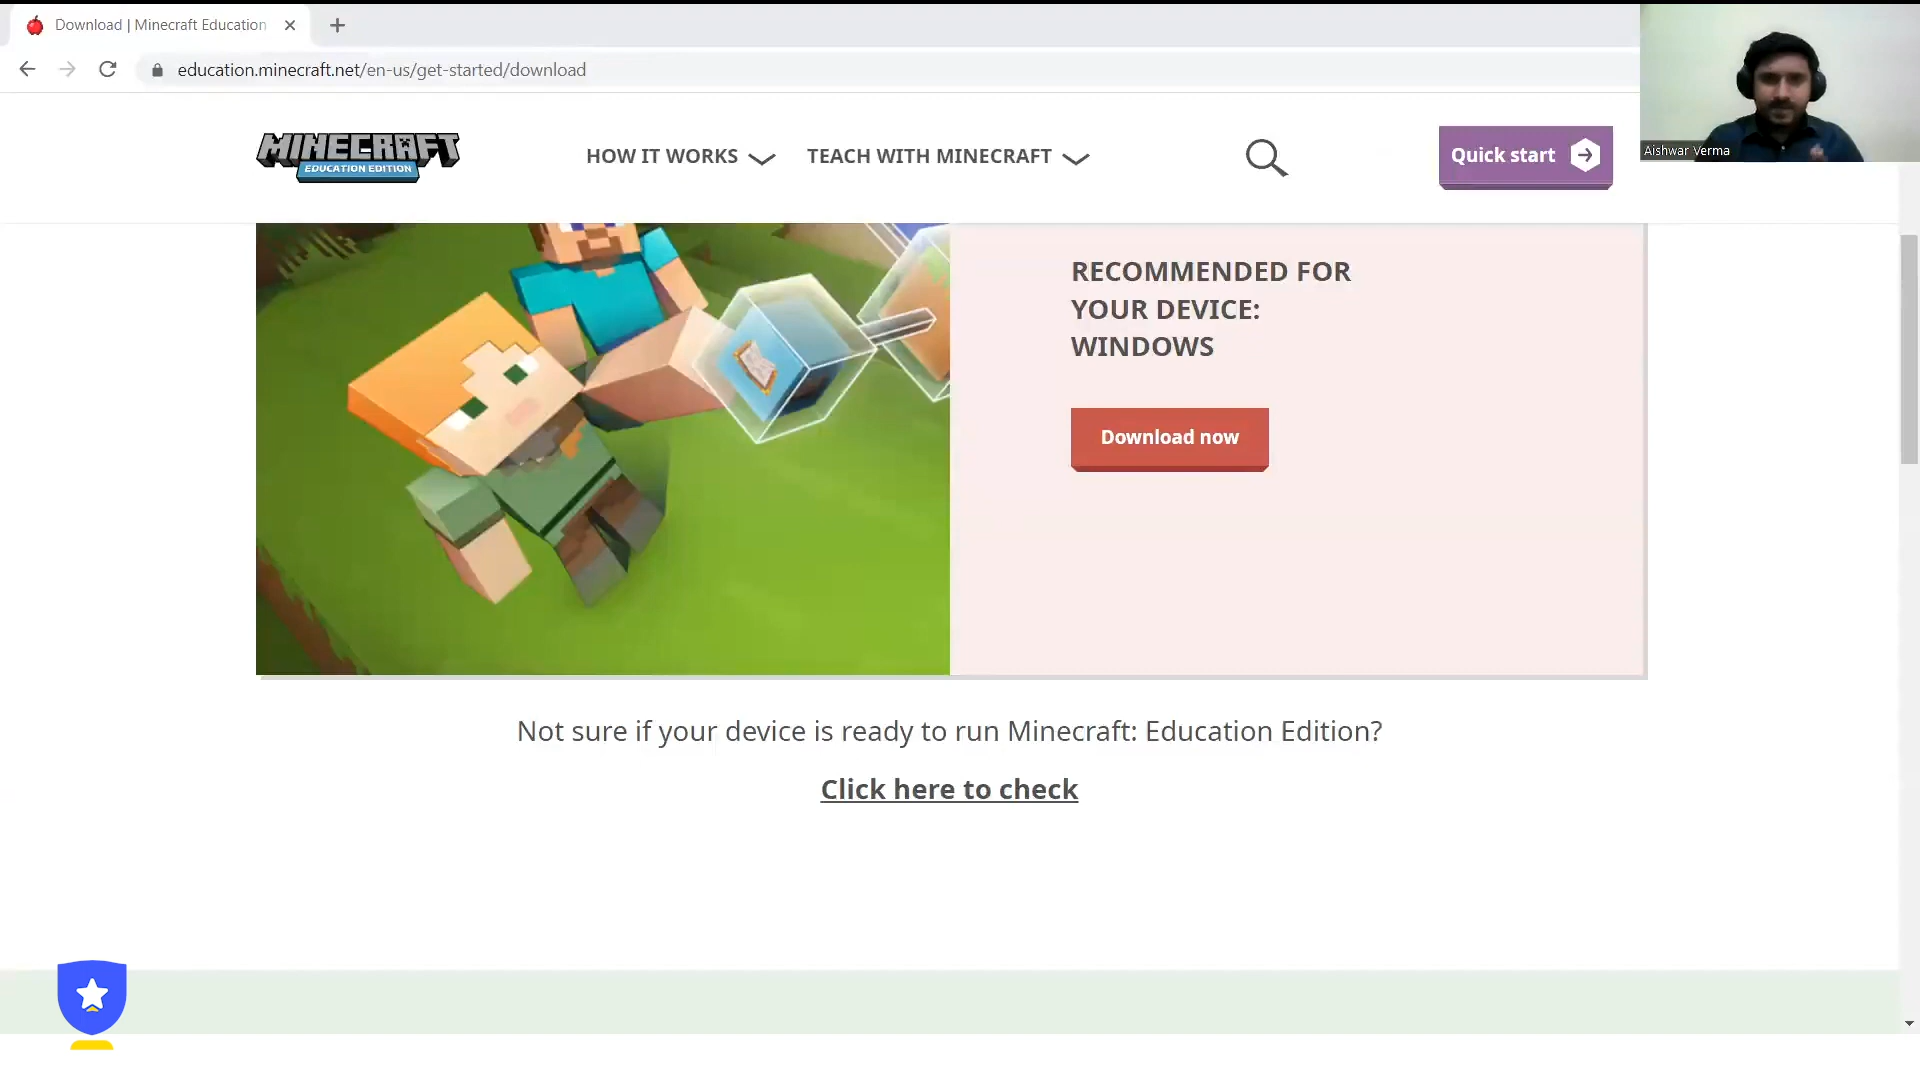 Download | Minecraft Education
education.minecraft.net/en-us/get-started/download
Aishwar Verma
MINECRAFT
EDUCATION EDITION
HOW IT WORKS
TEACH WITH MINECRAFT
Quick start
RECOMMENDED FOR
YOUR DEVICE:
WINDOWS
Download now
Not sure if your device is ready to run Minecraft: Education Edition?
Click here to check